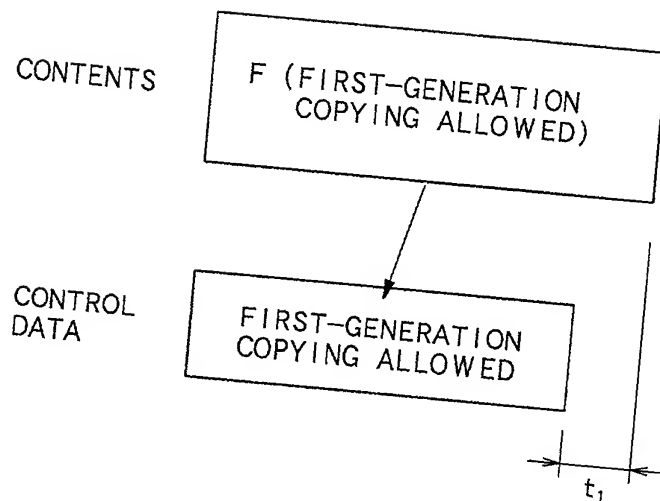 CONTENTS
F (FIRST-GENERATION
COPYING ALLOWED)
CONTROL
DATA
FIRST-GENERATION
COPYING ALLOWED
t₁